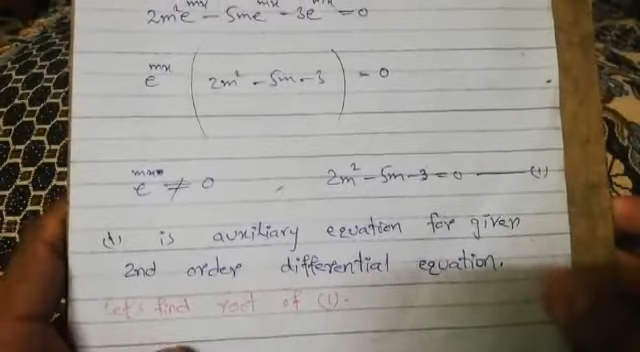 2m²e^mx - 5me^mx - 3e^mx = 0
e^mx (2m² - 5m - 3) = 0
e^mx ≠ 0 , 2m² - 5m - 3 = 0 — (1)
(1) is auxiliary equation for given
2nd order differential equation.
Let's find root of (1).